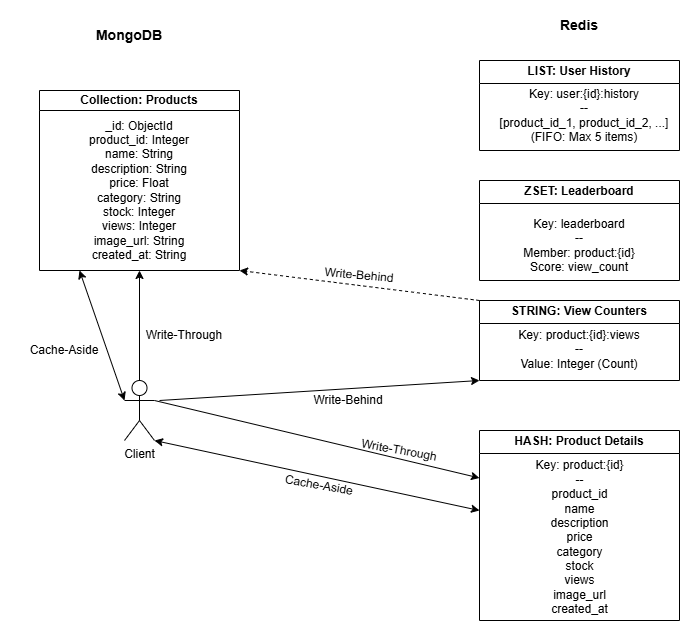 MongoDB
Redis
Collection: Products
_id: ObjectId
product_id: Integer
name: String
description: String
price: Float
category: String
stock: Integer
views: Integer
image_url: String
created_at: String
LIST: User History
Key: user:{id}:history
--
[product_id_1, product_id_2, ...]
(FIFO: Max 5 items)
ZSET: Leaderboard
Key: leaderboard
--
Member: product:{id}
Score: view_count
Write-Behind
STRING: View Counters
Key: product:{id}:views
--
Value: Integer (Count)
Write-Through
Cache-Aside
Write-Behind
Client
Write-Through
Cache-Aside
HASH: Product Details
Key: product:{id}
--
product_id
name
description
price
category
stock
views
image_url
created_at